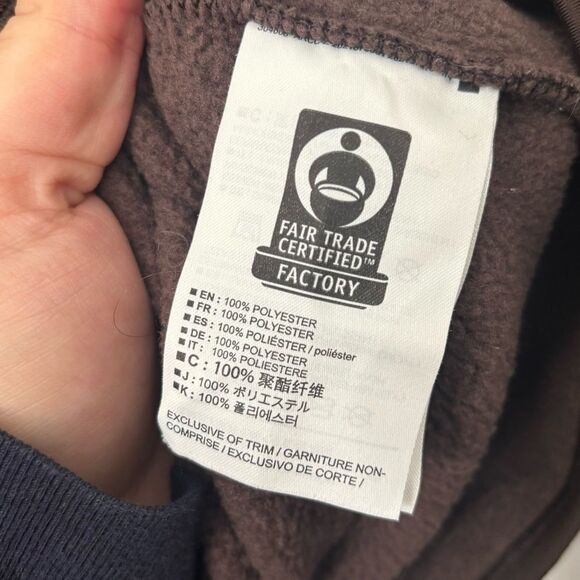 FAIR TRADE
CERTIFIED™
FACTORY
■ EN : 100% POLYESTER
■ FR : 100% POLYESTER
■ ES : 100% POLIÉSTER / poliéster
■ DE : 100% POLYESTER
■ IT : 100% POLIESTERE
■ C : 100% 聚酯纤维
■ J : 100% ポリエステル
■ K : 100% 폴리에스터
EXCLUSIVE OF TRIM / GARNITURE NON-
COMPRISE / EXCLUSIVO DE CORTE /